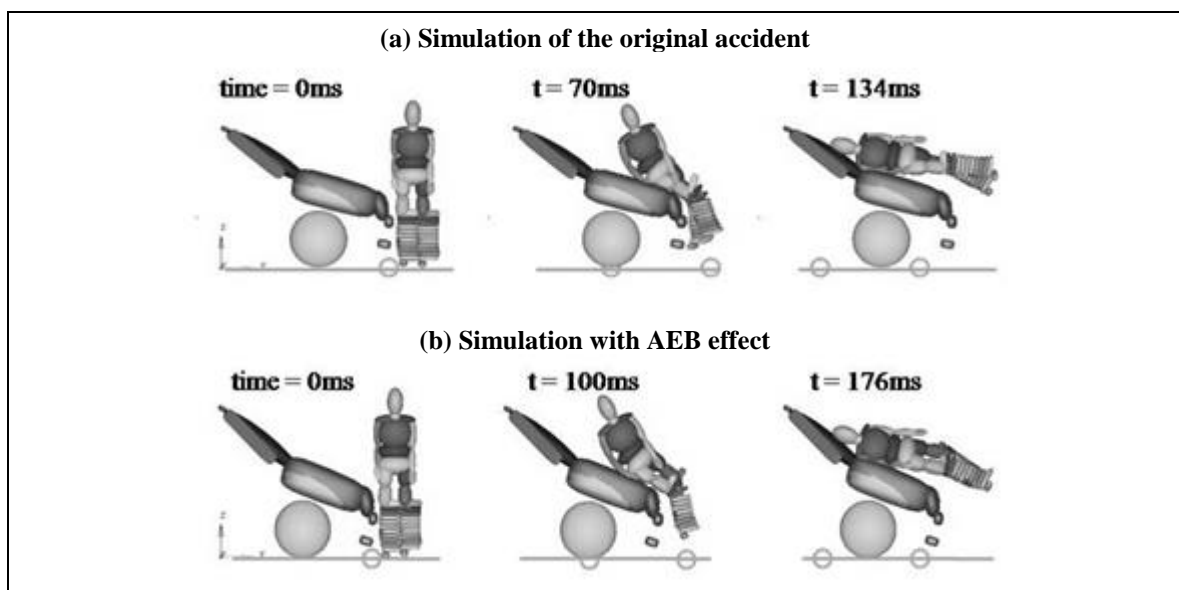 (a) Simulation of the original accident
time = 0ms
t = 70ms
t = 134ms
(b) Simulation with AEB effect
time = 0ms
t = 100ms
t = 176ms